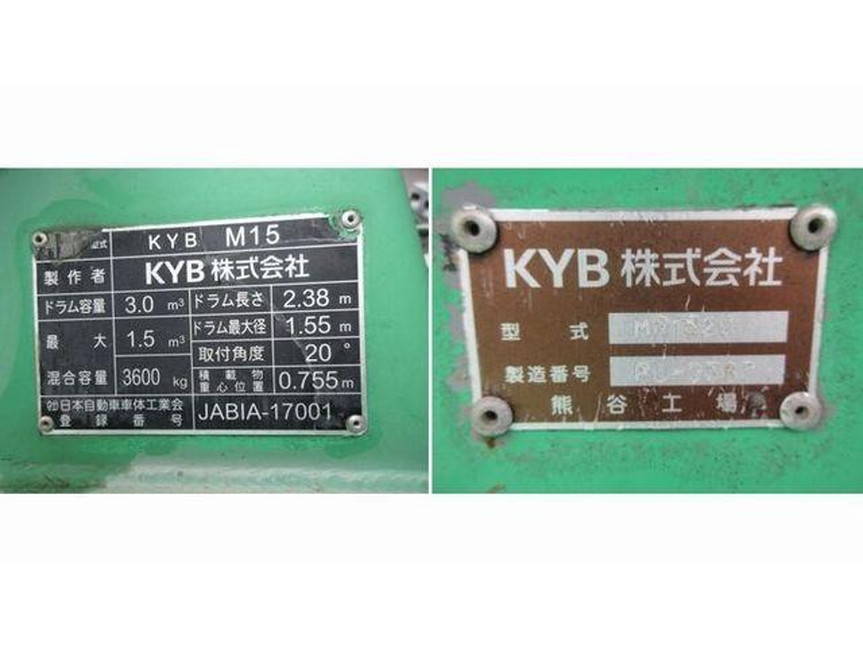 型式 KYB M15
製作者 KYB株式会社
ドラム容量 3.0 m³ ドラム長さ 2.38 m
最大 1.5 m³ ドラム最大径 1.55 m
混合容量 3600 kg 取付角度 20°
積載物重心位置 0.755 m
㈳日本自動車車体工業会
登録番号 JABIA-17001
KYB株式会社
型式
製造番号
熊谷工場